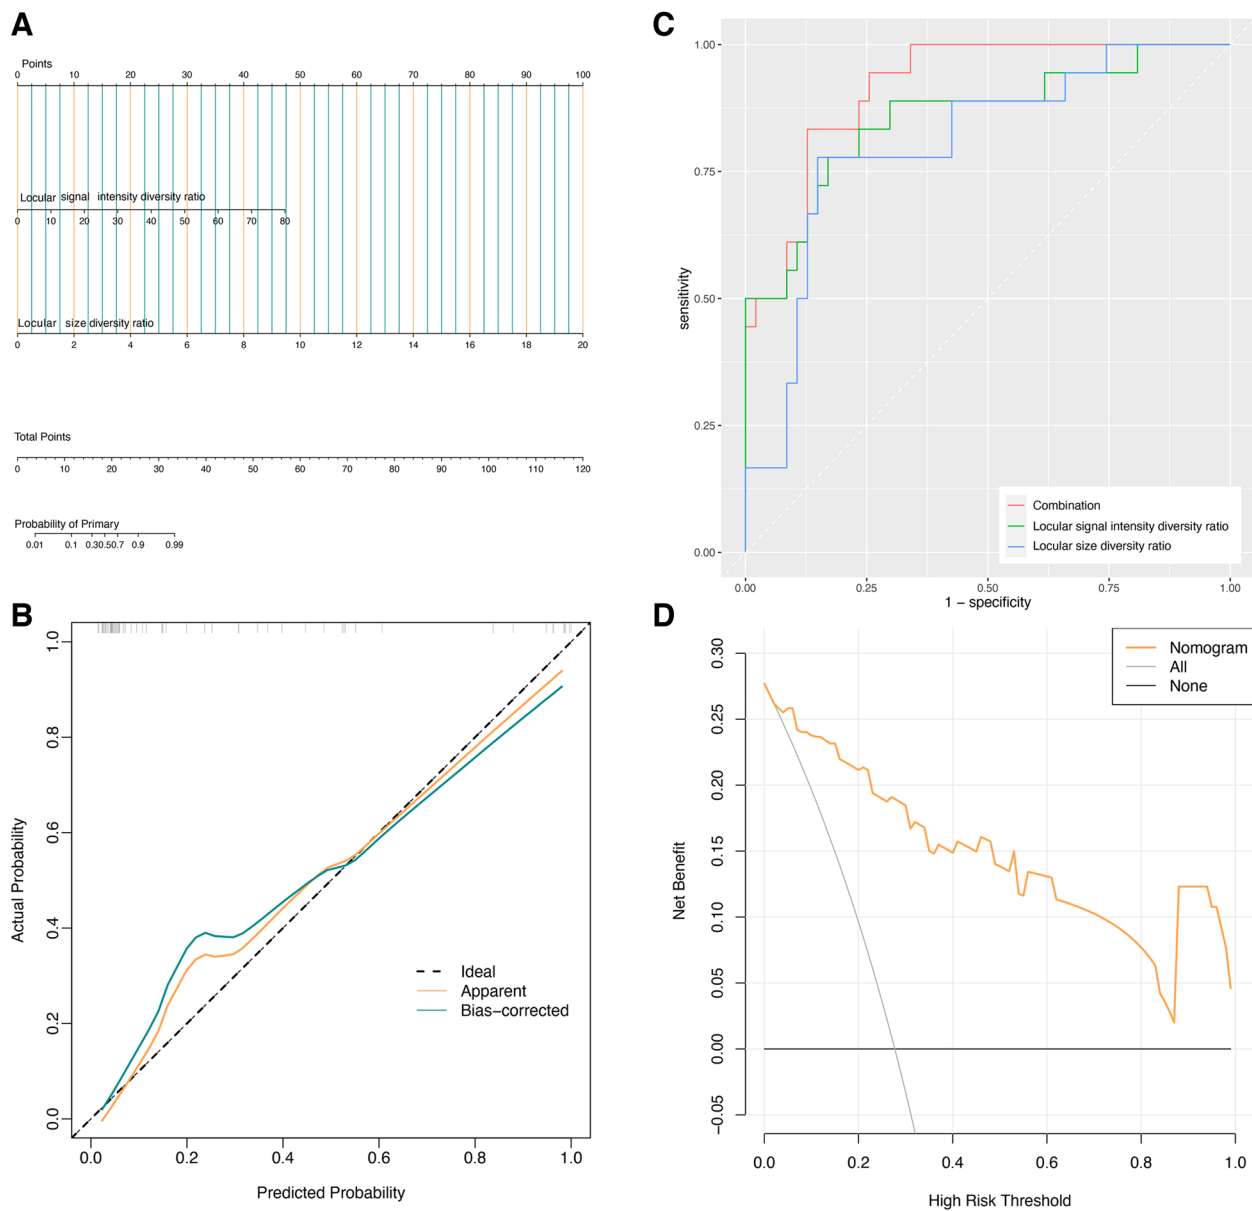 A
Points
0 10 20 30 40 50 60 70 80 90 100
Locular signal intensity diversity ratio
0 10 20 30 40 50 60 70 80
Locular size diversity ratio
0 2 4 6 8 10 12 14 16 18 20
Total Points
0 10 20 30 40 50 60 70 80 90 100 110 120
Probability of Primary
0.01 0.1 0.30.50.7 0.9 0.99
B
Actual Probability
1.0
0.8
0.6
0.4
0.2
0.0
Ideal
Apparent
Bias−corrected
0.0 0.2 0.4 0.6 0.8 1.0
Predicted Probability
C
sensitivity
1.00
0.75
0.50
0.25
0.00
Combination
Locular signal intensity diversity ratio
Locular size diversity ratio
0.00 0.25 0.50 0.75 1.00
1 − specificity
D
Net Benefit
0.30
0.25
0.20
0.15
0.10
0.05
0.00
−0.05
Nomogram
All
None
0.0 0.2 0.4 0.6 0.8 1.0
High Risk Threshold